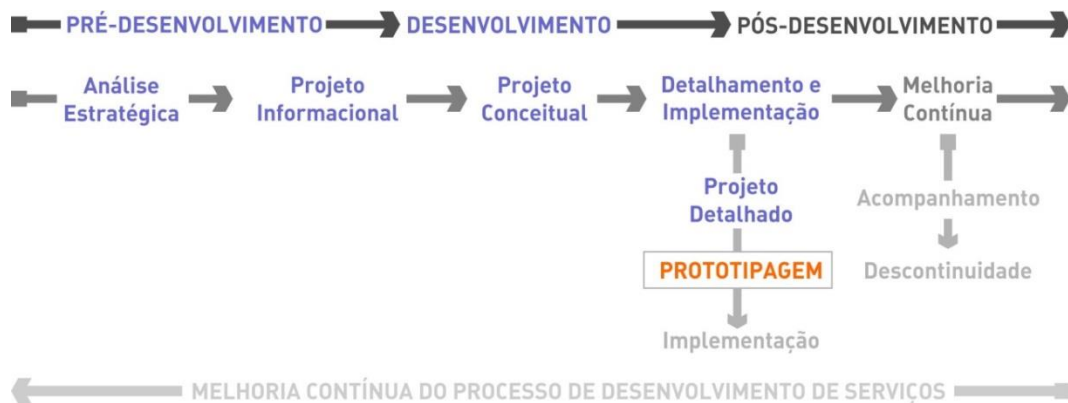 PRÉ-DESENVOLVIMENTO DESENVOLVIMENTO PÓS-DESENVOLVIMENTO
Análise
Estratégica
Projeto
Informacional
Projeto
Conceitual
Detalhamento e
Implementação
Melhoria
Contínua
Projeto
Detalhado
PROTOTIPAGEM
Implementação
Acompanhamento
Descontinuidade
MELHORIA CONTÍNUA DO PROCESSO DE DESENVOLVIMENTO DE SERVIÇOS